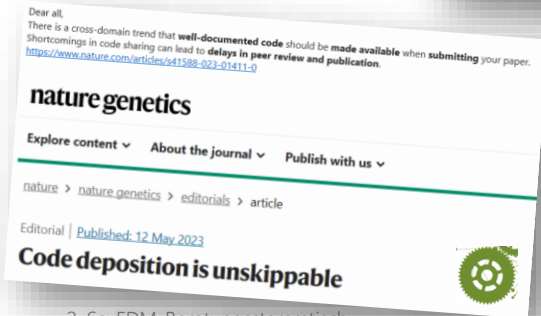 Dear all,
There is a cross-domain trend that well-documented code should be made available when submitting your paper.
Shortcomings in code sharing can lead to delays in peer review and publication.
https://www.nature.com/articles/s41588-023-01411-0
nature genetics
Explore content
About the journal
Publish with us
nature > nature genetics > editorials > article
Editorial | Published: 12 May 2023
Code deposition is unskippable